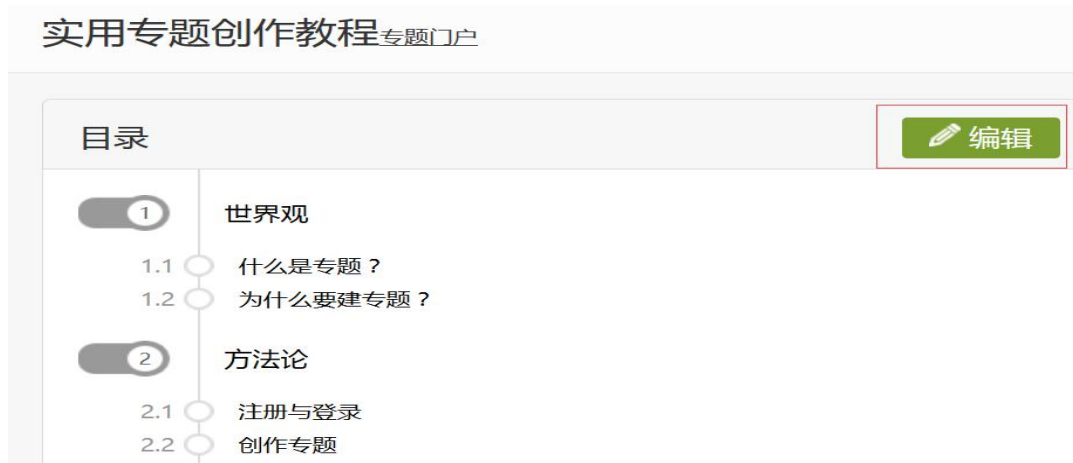 实用专题创作教程专题门户
目录 编辑
1 世界观
1.1 什么是专题？
1.2 为什么要建专题？
2 方法论
2.1 注册与登录
2.2 创作专题